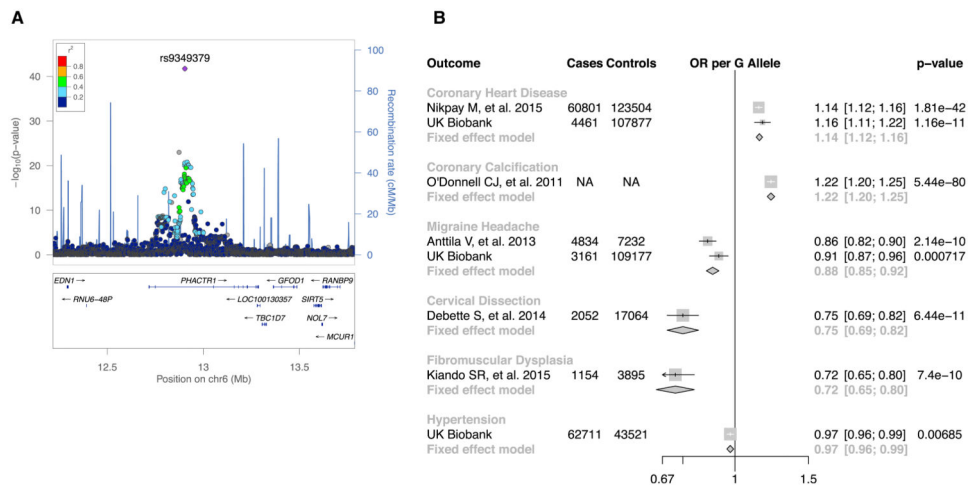 A
r²
0.8
0.6
0.4
0.2
rs9349379
−log₁₀(p−value)
40
30
20
10
0
Recombination rate (cM/Mb)
100
80
60
40
20
0
EDN1 → PHACTR1 → ← GFOD1 ← RANBP9
← RNU6−48P ← LOC100130357 SIRT5 →
← TBC1D7 NOL7 →
← MCUR1
12.5 13 13.5
Position on chr6 (Mb)
B
Outcome Cases Controls OR per G Allele p−value
Coronary Heart Disease
Nikpay M, et al. 2015 60801 123504 1.14 [1.12; 1.16] 1.81e−42
UK Biobank 4461 107877 1.16 [1.11; 1.22] 1.16e−11
Fixed effect model 1.14 [1.12; 1.16]
Coronary Calcification
O'Donnell CJ, et al. 2011 NA NA 1.22 [1.20; 1.25] 5.44e−80
Fixed effect model 1.22 [1.20; 1.25]
Migraine Headache
Anttila V, et al. 2013 4834 7232 0.86 [0.82; 0.90] 2.14e−10
UK Biobank 3161 109177 0.91 [0.87; 0.96] 0.000717
Fixed effect model 0.88 [0.85; 0.92]
Cervical Dissection
Debette S, et al. 2014 2052 17064 0.75 [0.69; 0.82] 6.44e−11
Fixed effect model 0.75 [0.69; 0.82]
Fibromuscular Dysplasia
Kiando SR, et al. 2015 1154 3895 0.72 [0.65; 0.80] 7.4e−10
Fixed effect model 0.72 [0.65; 0.80]
Hypertension
UK Biobank 62711 43521 0.97 [0.96; 0.99] 0.00685
Fixed effect model 0.97 [0.96; 0.99]
0.67 1 1.5